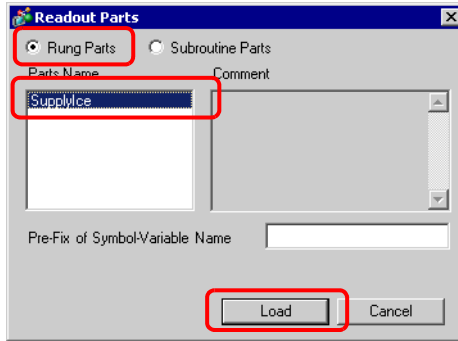 Readout Parts
Rung Parts Subroutine Parts
Parts Name Comment
SupplyIce
Pre-Fix of Symbol-Variable Name
Load Cancel